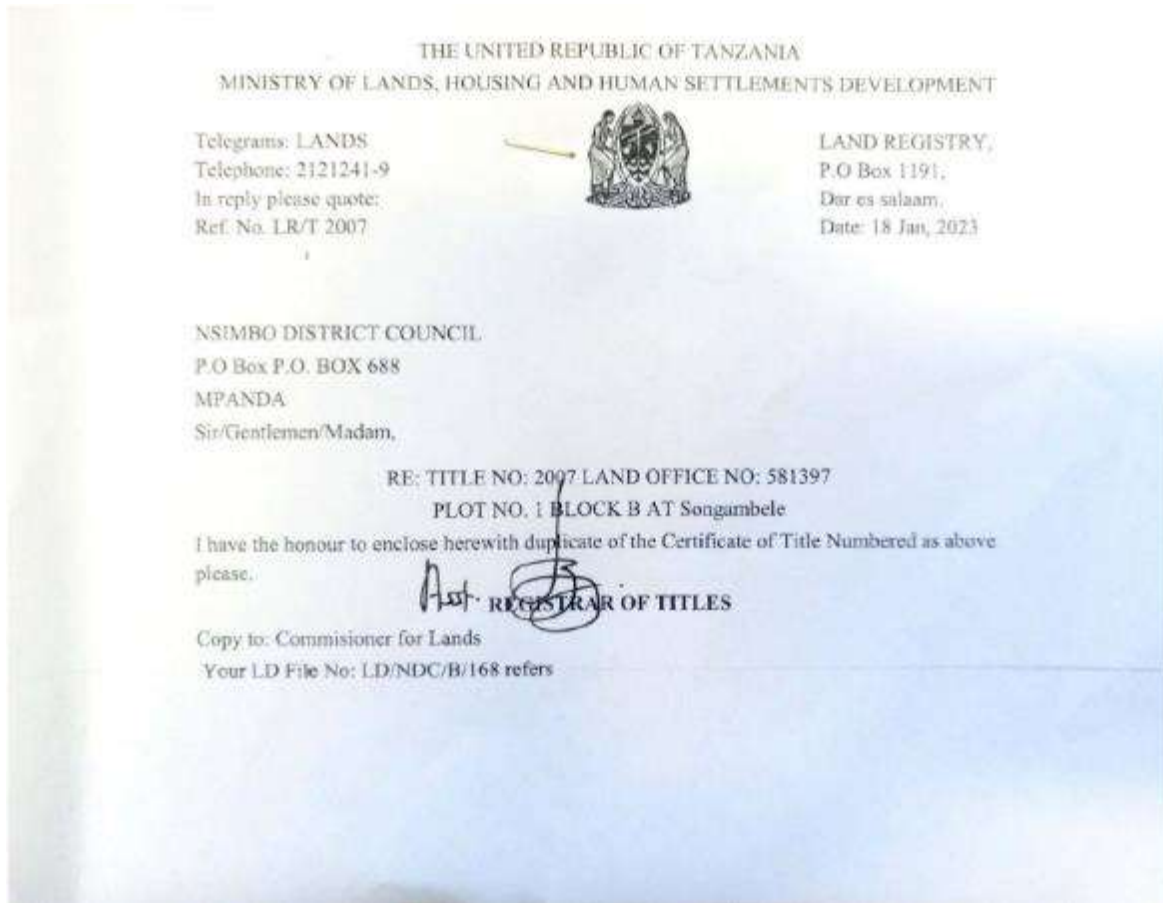 THE UNITED REPUBLIC OF TANZANIA
MINISTRY OF LANDS, HOUSING AND HUMAN SETTLEMENTS DEVELOPMENT
Telegrams: LANDS
Telephone: 2121241-9
In reply please quote:
Ref. No. LR/T 2007
LAND REGISTRY,
P.O Box 1191,
Dar es salaam.
Date: 18 Jan, 2023
NSIMBO DISTRICT COUNCIL
P.O Box P.O. BOX 688
MPANDA
Sir/Gentlemen/Madam,
RE: TITLE NO: 2007 LAND OFFICE NO: 581397
PLOT NO. 1 BLOCK B AT Songambele
I have the honour to enclose herewith duplicate of the Certificate of Title Numbered as above
please.
Asst. REGISTRAR OF TITLES
Copy to: Commisioner for Lands
Your LD File No: LD/NDC/B/168 refers